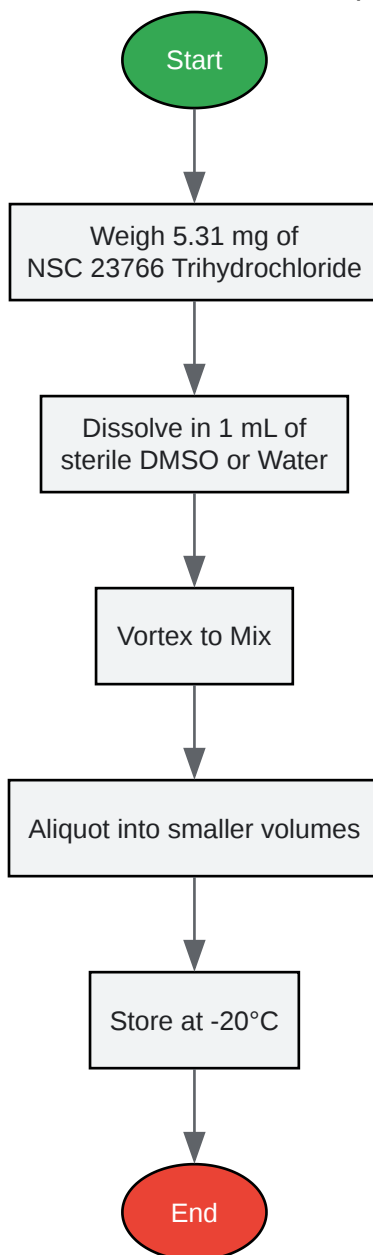 Start
Weigh 5.31 mg of
NSC 23766 Trihydrochloride
Dissolve in 1 mL of
sterile DMSO or Water
Vortex to Mix
Aliquot into smaller volumes
Store at -20°C
End